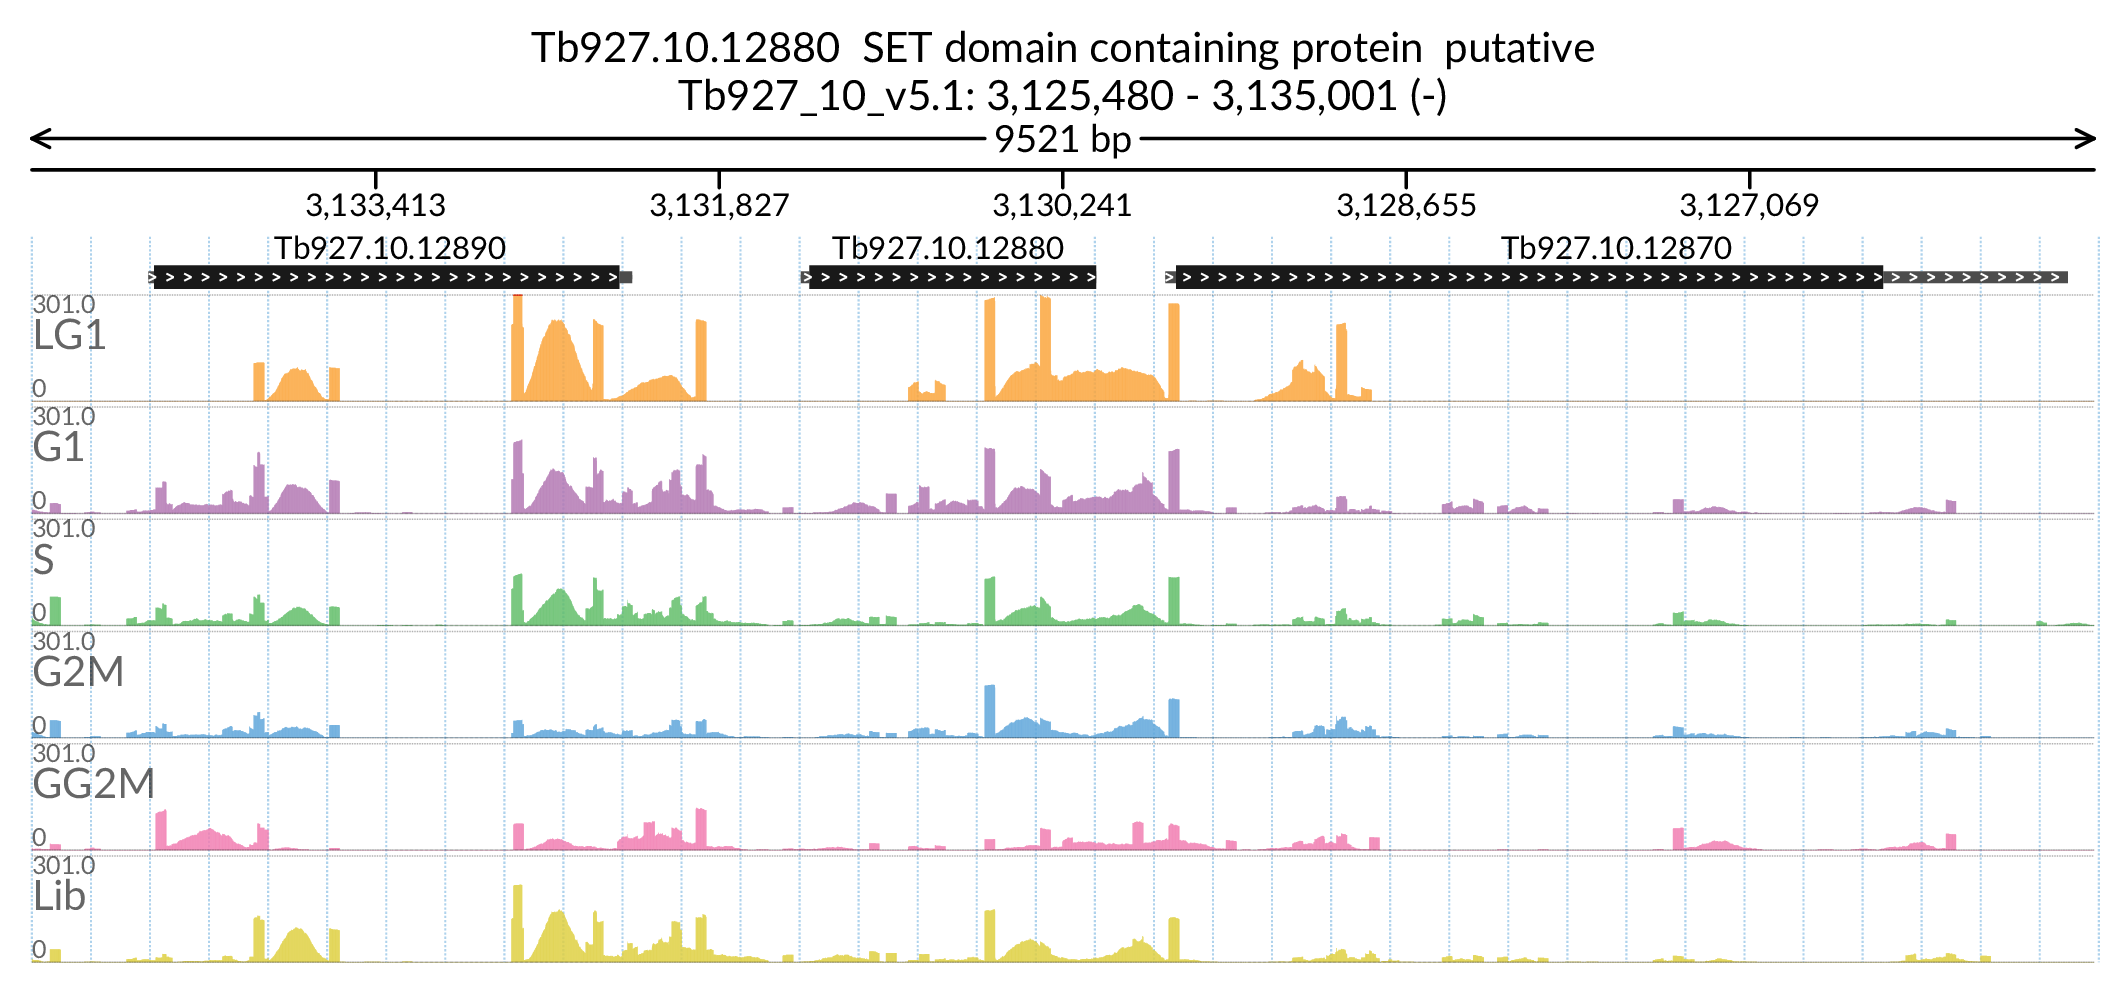 Tb927.10.12880  SET domain containing protein  putative
Tb927_10_v5.1: 3,125,480 - 3,135,001 (-)
9521 bp
3,133,413 3,131,827 3,130,241 3,128,655 3,127,069
Tb927.10.12890 Tb927.10.12880 Tb927.10.12870
301.0
LG1
0
301.0
G1
0
301.0
S
0
301.0
G2M
0
301.0
GG2M
0
301.0
Lib
0